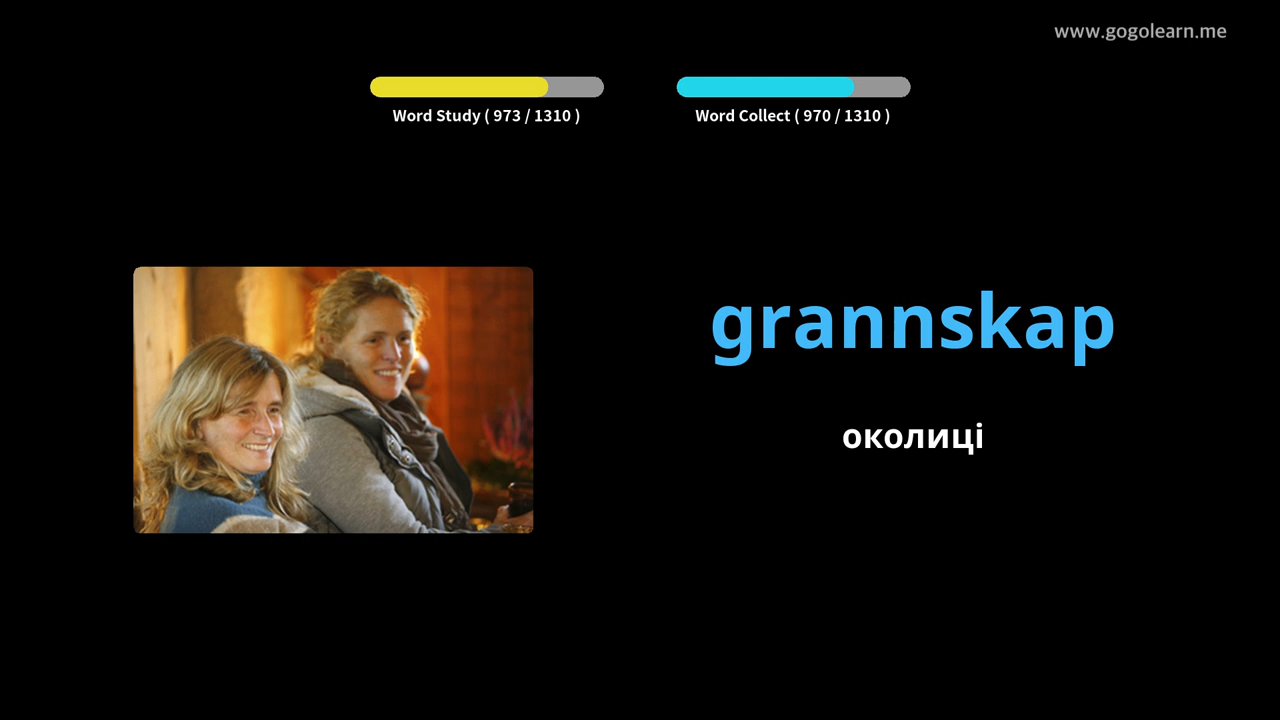 www.gogolearn.me
Word Study ( 973 / 1310 )
Word Collect ( 970 / 1310 )
grannskap
околиці